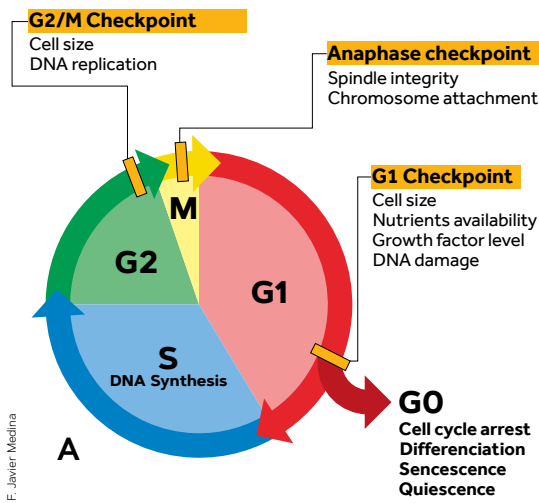 G2/M Checkpoint
Cell size
DNA replication
Anaphase checkpoint
Spindle integrity
Chromosome attachment
G1 Checkpoint
Cell size
Nutrients availability
Growth factor level
DNA damage
M
G2
G1
S
DNA Synthesis
G0
Cell cycle arrest
Differenciation
Sencescence
Quiescence
A
F. Javier Medina